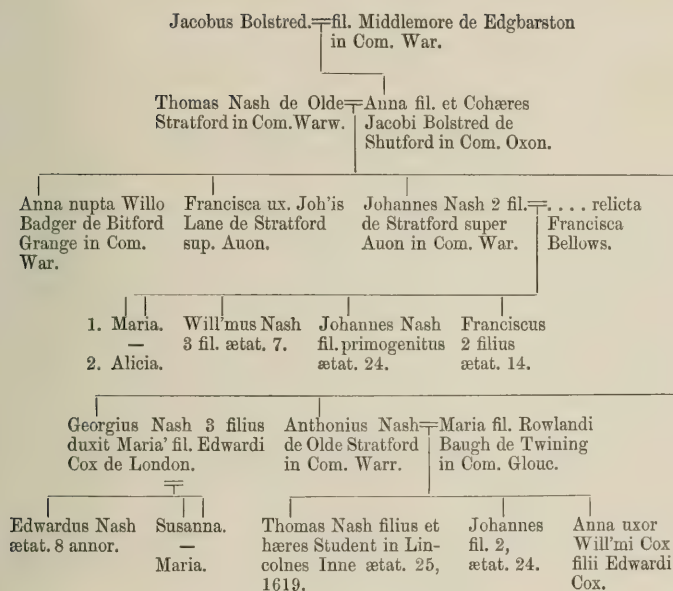 Jacobus Bolstred.=fil. Middlemore de Edgbarston
in Com. War.
Thomas Nash de Olde=Anna fil. et Cohæres
Stratford in Com.Warw. Jacobi Bolstred de
Shutford in Com. Oxon.
Anna nupta Willo
Badger de Bitford
Grange in Com.
War.
Francisca ux. Joh'is
Lane de Stratford
sup. Auon.
Johannes Nash 2 fil.=. . . . relicta
de Stratford super Francisca
Auon in Com. War. Bellows.
1. Maria.
—
2. Alicia.
Will'mus Nash
3 fil. ætat. 7.
Johannes Nash
fil. primogenitus
ætat. 24.
Franciscus
2 filius
ætat. 14.
Georgius Nash 3 filius
duxit Maria' fil. Edwardi
Cox de London.
Anthonius Nash=Maria fil. Rowlandi
de Olde Stratford Baugh de Twining
in Com. Warr. in Com. Glouc.
Edwardus Nash
ætat. 8 annor.
Susanna.
—
Maria.
Thomas Nash filius et
hæres Student in Lin-
colnes Inne ætat. 25,
1619.
Johannes
fil. 2,
ætat. 24.
Anna uxor
Will'mi Cox
filii Edwardi
Cox.